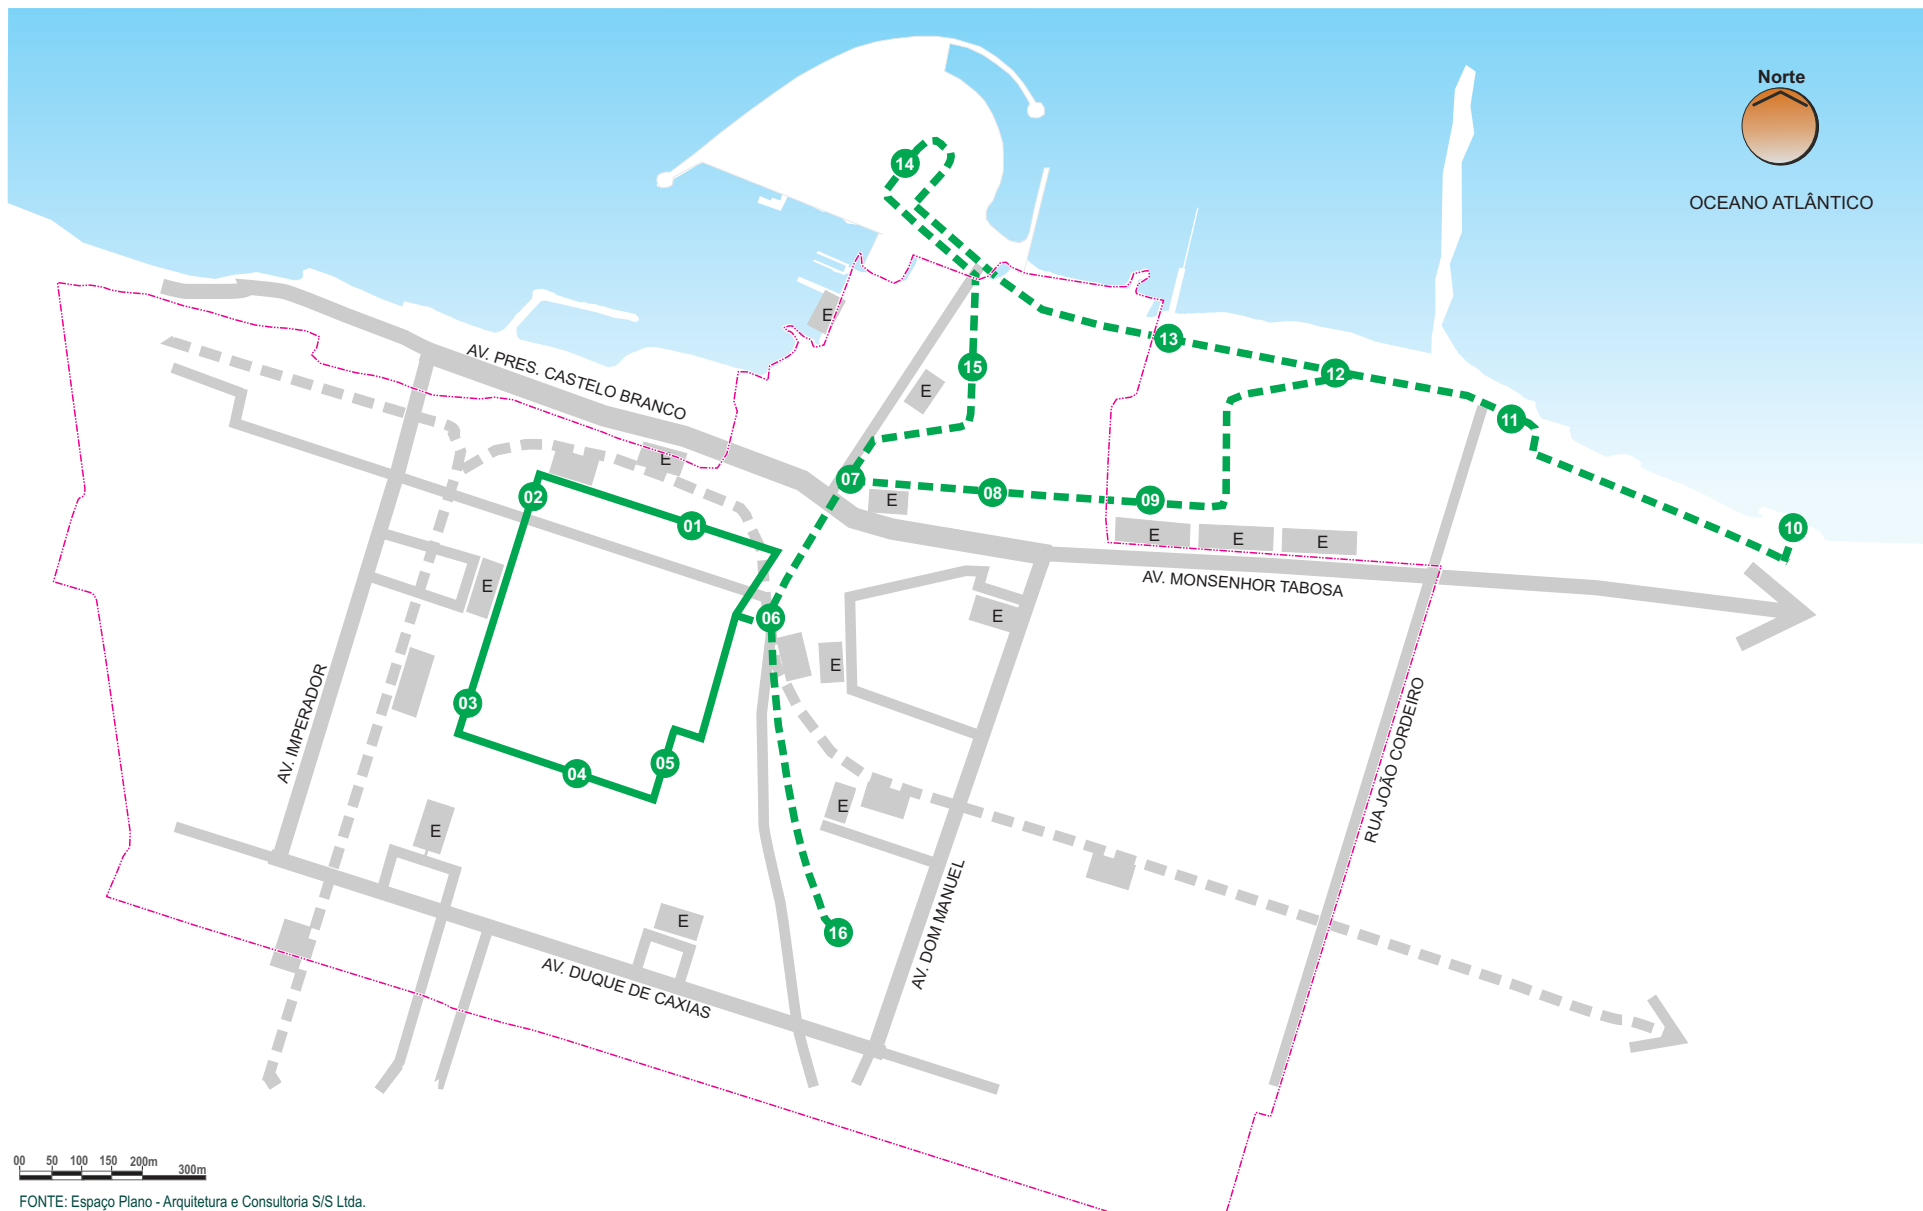 Norte
OCEANO ATLÂNTICO
14
E
13
AV. PRES. CASTELO BRANCO
15
12
E
11
E
07
02
08
09
E
01
10
E
E
E
E
AV. MONSENHOR TABOSA
06
E
E
AV. IMPERADOR
03
RUA JOÃO CORDEIRO
05
04
E
E
AV. DOM MANUEL
E
16
AV. DUQUE DE CAXIAS
00 50 100 150 200m 300m
FONTE: Espaço Plano - Arquitetura e Consultoria S/S Ltda.